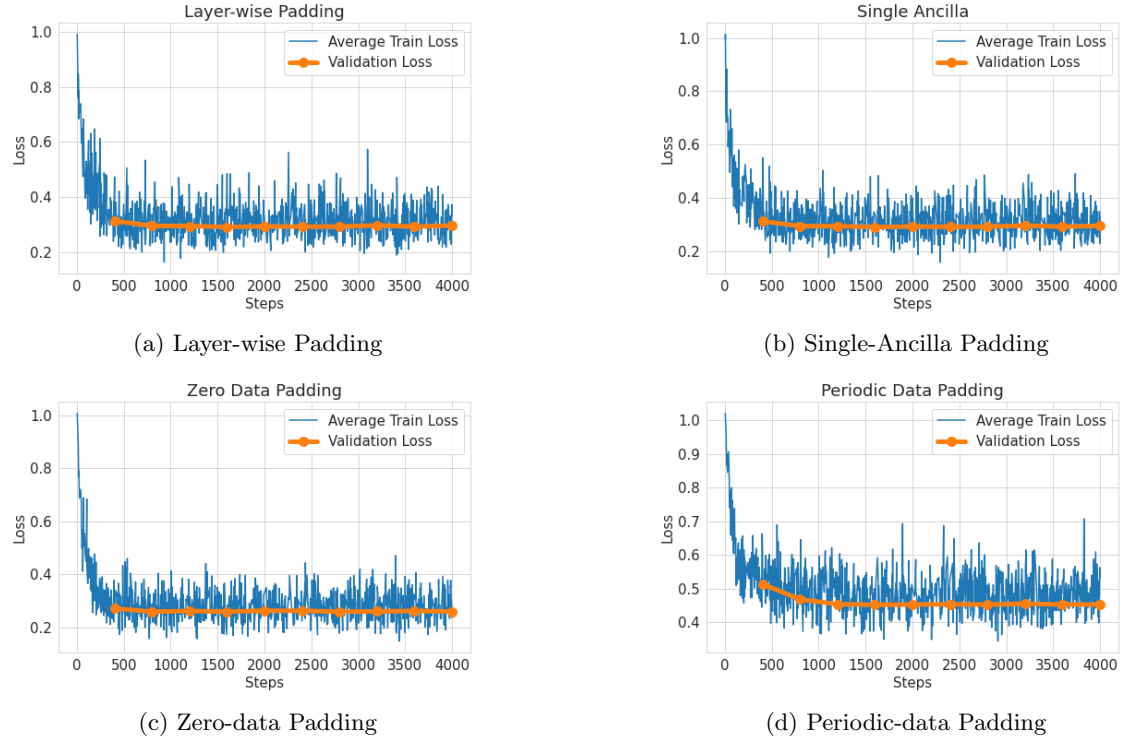 Layer-wise Padding
1.0
0.8
0.6
0.4
0.2
Loss
Average Train Loss
Validation Loss
0 500 1000 1500 2000 2500 3000 3500 4000
Steps
(a) Layer-wise Padding
Single Ancilla
1.0
0.8
0.6
0.4
0.2
Loss
Average Train Loss
Validation Loss
0 500 1000 1500 2000 2500 3000 3500 4000
Steps
(b) Single-Ancilla Padding
Zero Data Padding
1.0
0.8
0.6
0.4
0.2
Loss
Average Train Loss
Validation Loss
0 500 1000 1500 2000 2500 3000 3500 4000
Steps
(c) Zero-data Padding
Periodic Data Padding
1.0
0.9
0.8
0.7
0.6
0.5
0.4
Loss
Average Train Loss
Validation Loss
0 500 1000 1500 2000 2500 3000 3500 4000
Steps
(d) Periodic-data Padding